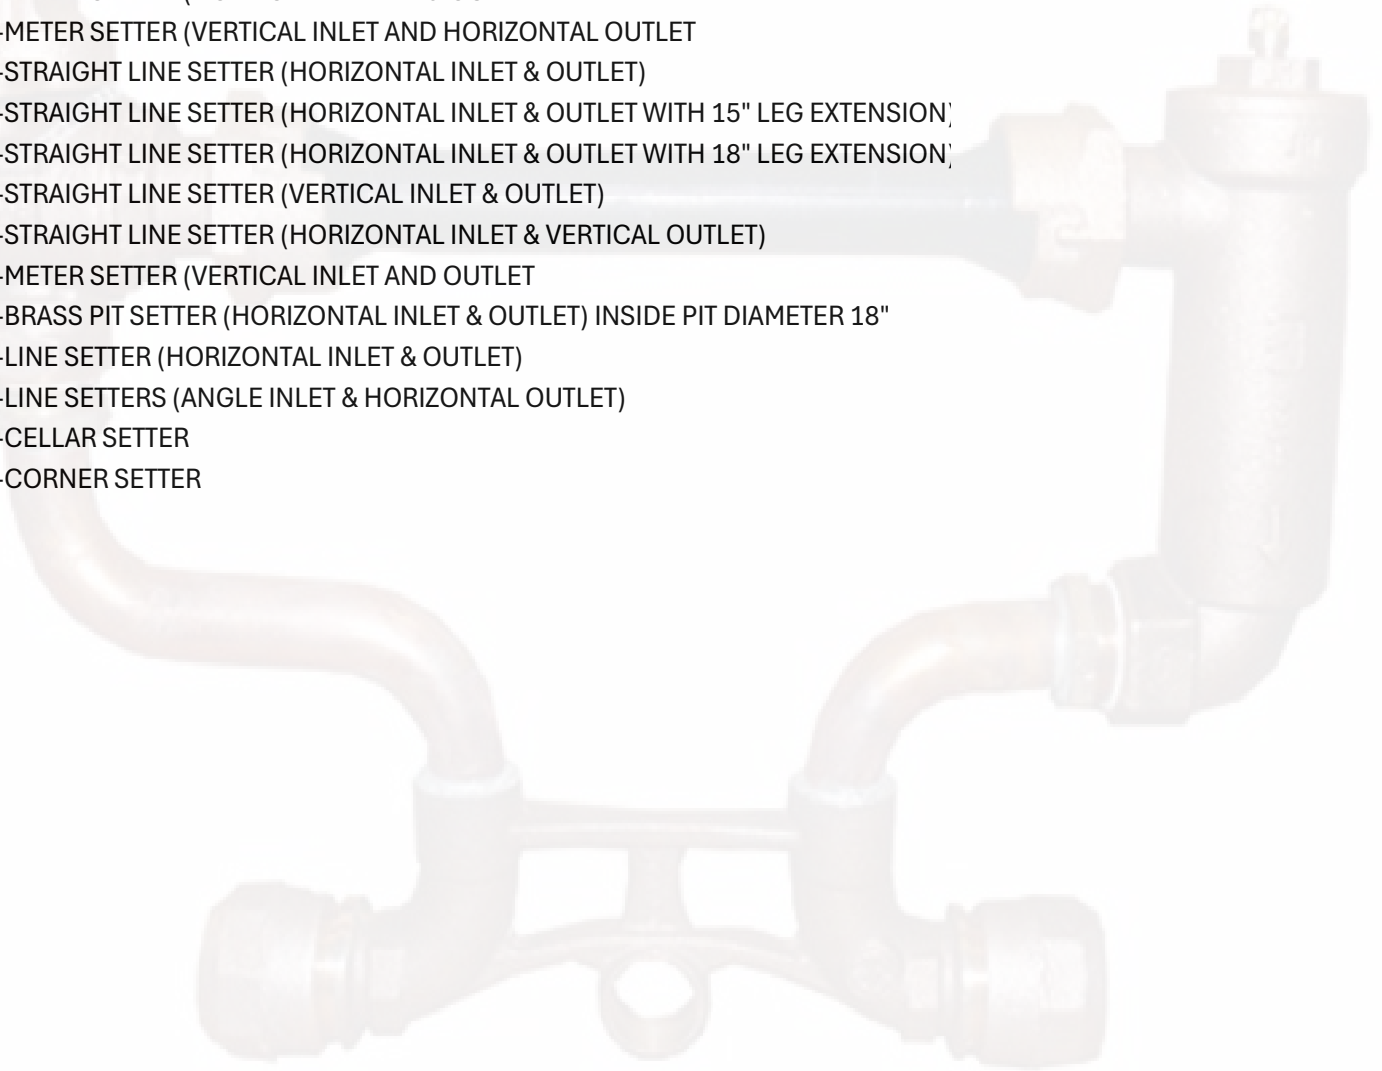 -METER SETTER (VERTICAL INLET AND HORIZONTAL OUTLET
-STRAIGHT LINE SETTER (HORIZONTAL INLET & OUTLET)
-STRAIGHT LINE SETTER (HORIZONTAL INLET & OUTLET WITH 15" LEG EXTENSION)
-STRAIGHT LINE SETTER (HORIZONTAL INLET & OUTLET WITH 18" LEG EXTENSION)
-STRAIGHT LINE SETTER (VERTICAL INLET & OUTLET)
-STRAIGHT LINE SETTER (HORIZONTAL INLET & VERTICAL OUTLET)
-METER SETTER (VERTICAL INLET AND OUTLET
-BRASS PIT SETTER (HORIZONTAL INLET & OUTLET) INSIDE PIT DIAMETER 18"
-LINE SETTER (HORIZONTAL INLET & OUTLET)
-LINE SETTERS (ANGLE INLET & HORIZONTAL OUTLET)
-CELLAR SETTER
-CORNER SETTER